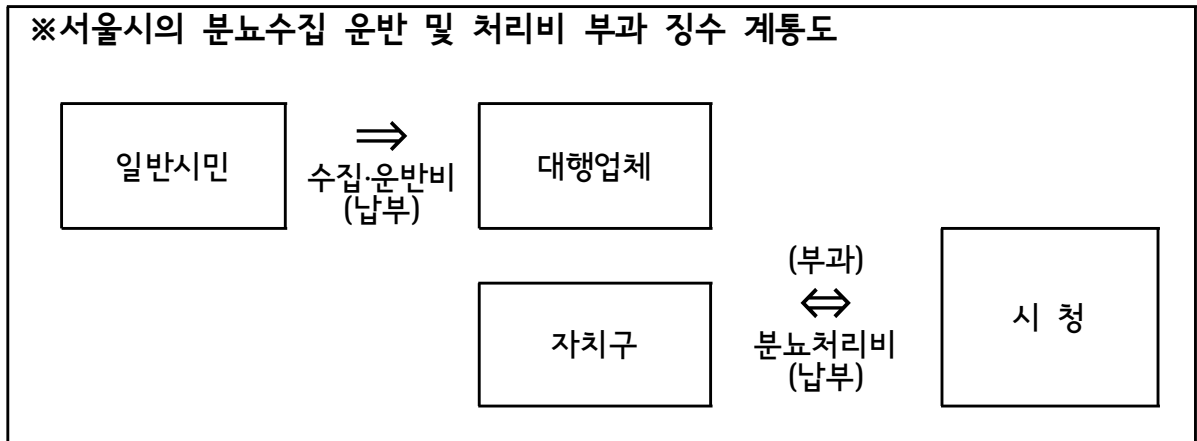 ※서울시의 분뇨수집 운반 및 처리비 부과 징수 계통도
일반시민
⇒
수집·운반비
(납부)
대행업체
자치구
(부과)
⇔
분뇨처리비
(납부)
시 청